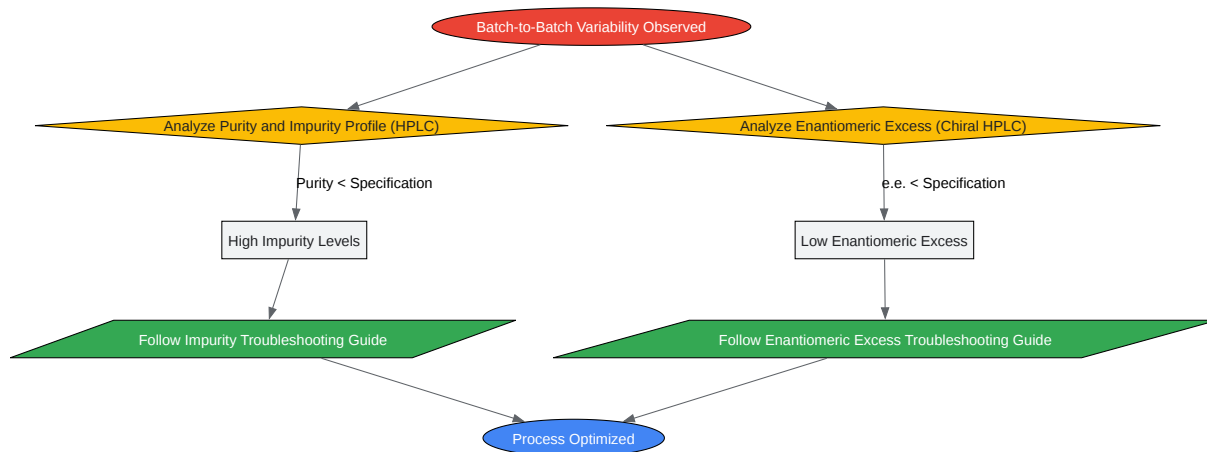 Batch-to-Batch Variability Observed
Analyze Purity and Impurity Profile (HPLC)
Analyze Enantiomeric Excess (Chiral HPLC)
Purity < Specification
e.e. < Specification
High Impurity Levels
Low Enantiomeric Excess
Follow Impurity Troubleshooting Guide
Follow Enantiomeric Excess Troubleshooting Guide
Process Optimized